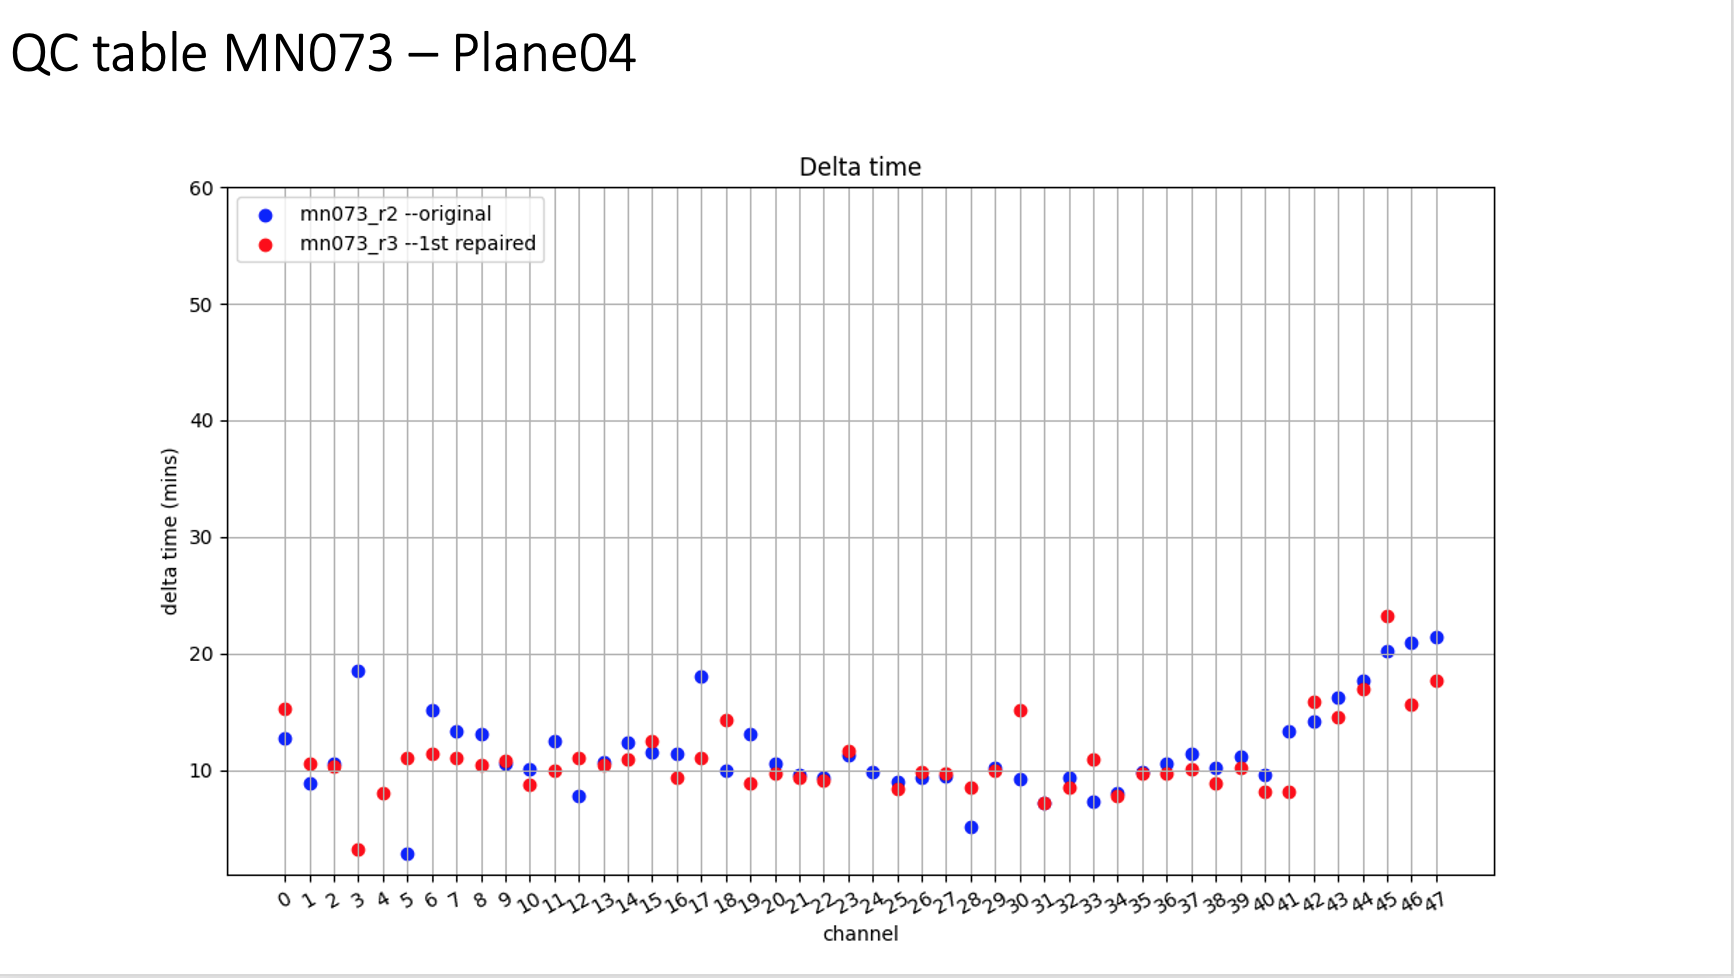 QC table MN073 – Plane04
Delta time
mn073_r2 --original
mn073_r3 --1st repaired
60
50
40
30
20
10
delta time (mins)
0 1 2 3 4 5 6 7 8 9 10 11 12 13 14 15 16 17 18 19 20 21 22 23 24 25 26 27 28 29 30 31 32 33 34 35 36 37 38 39 40 41 42 43 44 45 46 47
channel